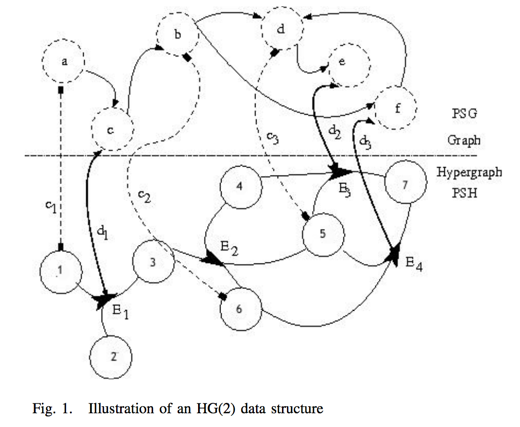 b
d
a
e
f
c
PSG
d2
d3
c3
Graph
Hypergraph
PSH
c1
c2
d1
4
7
E3
1
3
E2
5
E4
E1
6
2
Fig. 1. Illustration of an HG(2) data structure